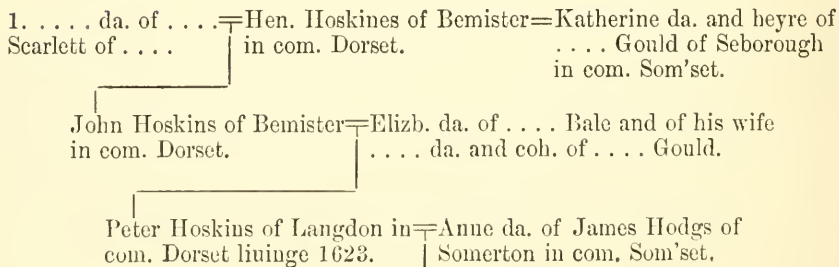 1. . . . . da. of . . . .=Hen. Hoskines of Bemister=Katherine da. and heyre of
Scarlett of . . . . in com. Dorset. . . . . Gould of Seborough
in com. Som'set.
John Hoskins of Bemister=Elizb. da. of . . . . Bale and of his wife
in com. Dorset. . . . . da. and coh. of . . . . Gould.
Peter Hoskins of Langdon in=Anne da. of James Hodgs of
com. Dorset liuinge 1623. Somerton in com. Som'set.